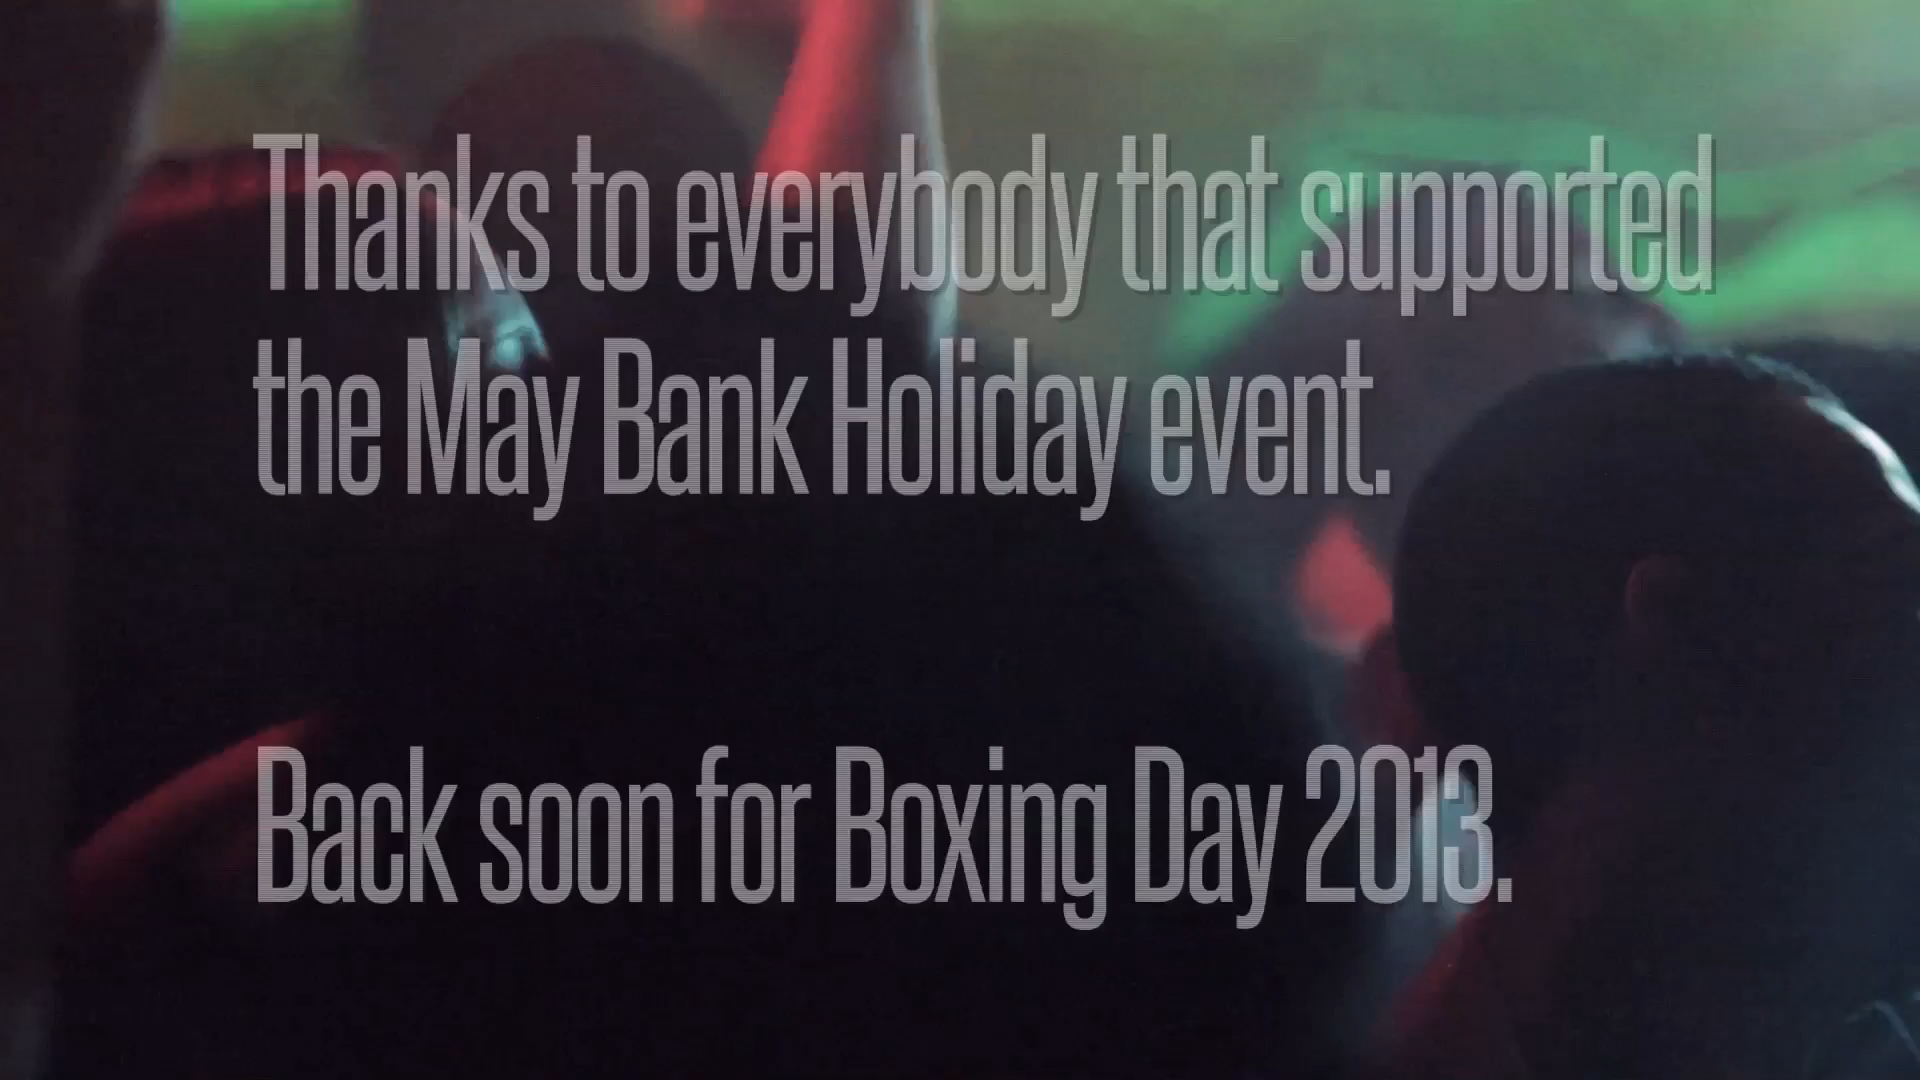 Thanks to everybody that supported
the May Bank Holiday event.
Back soon for Boxing Day 2013.